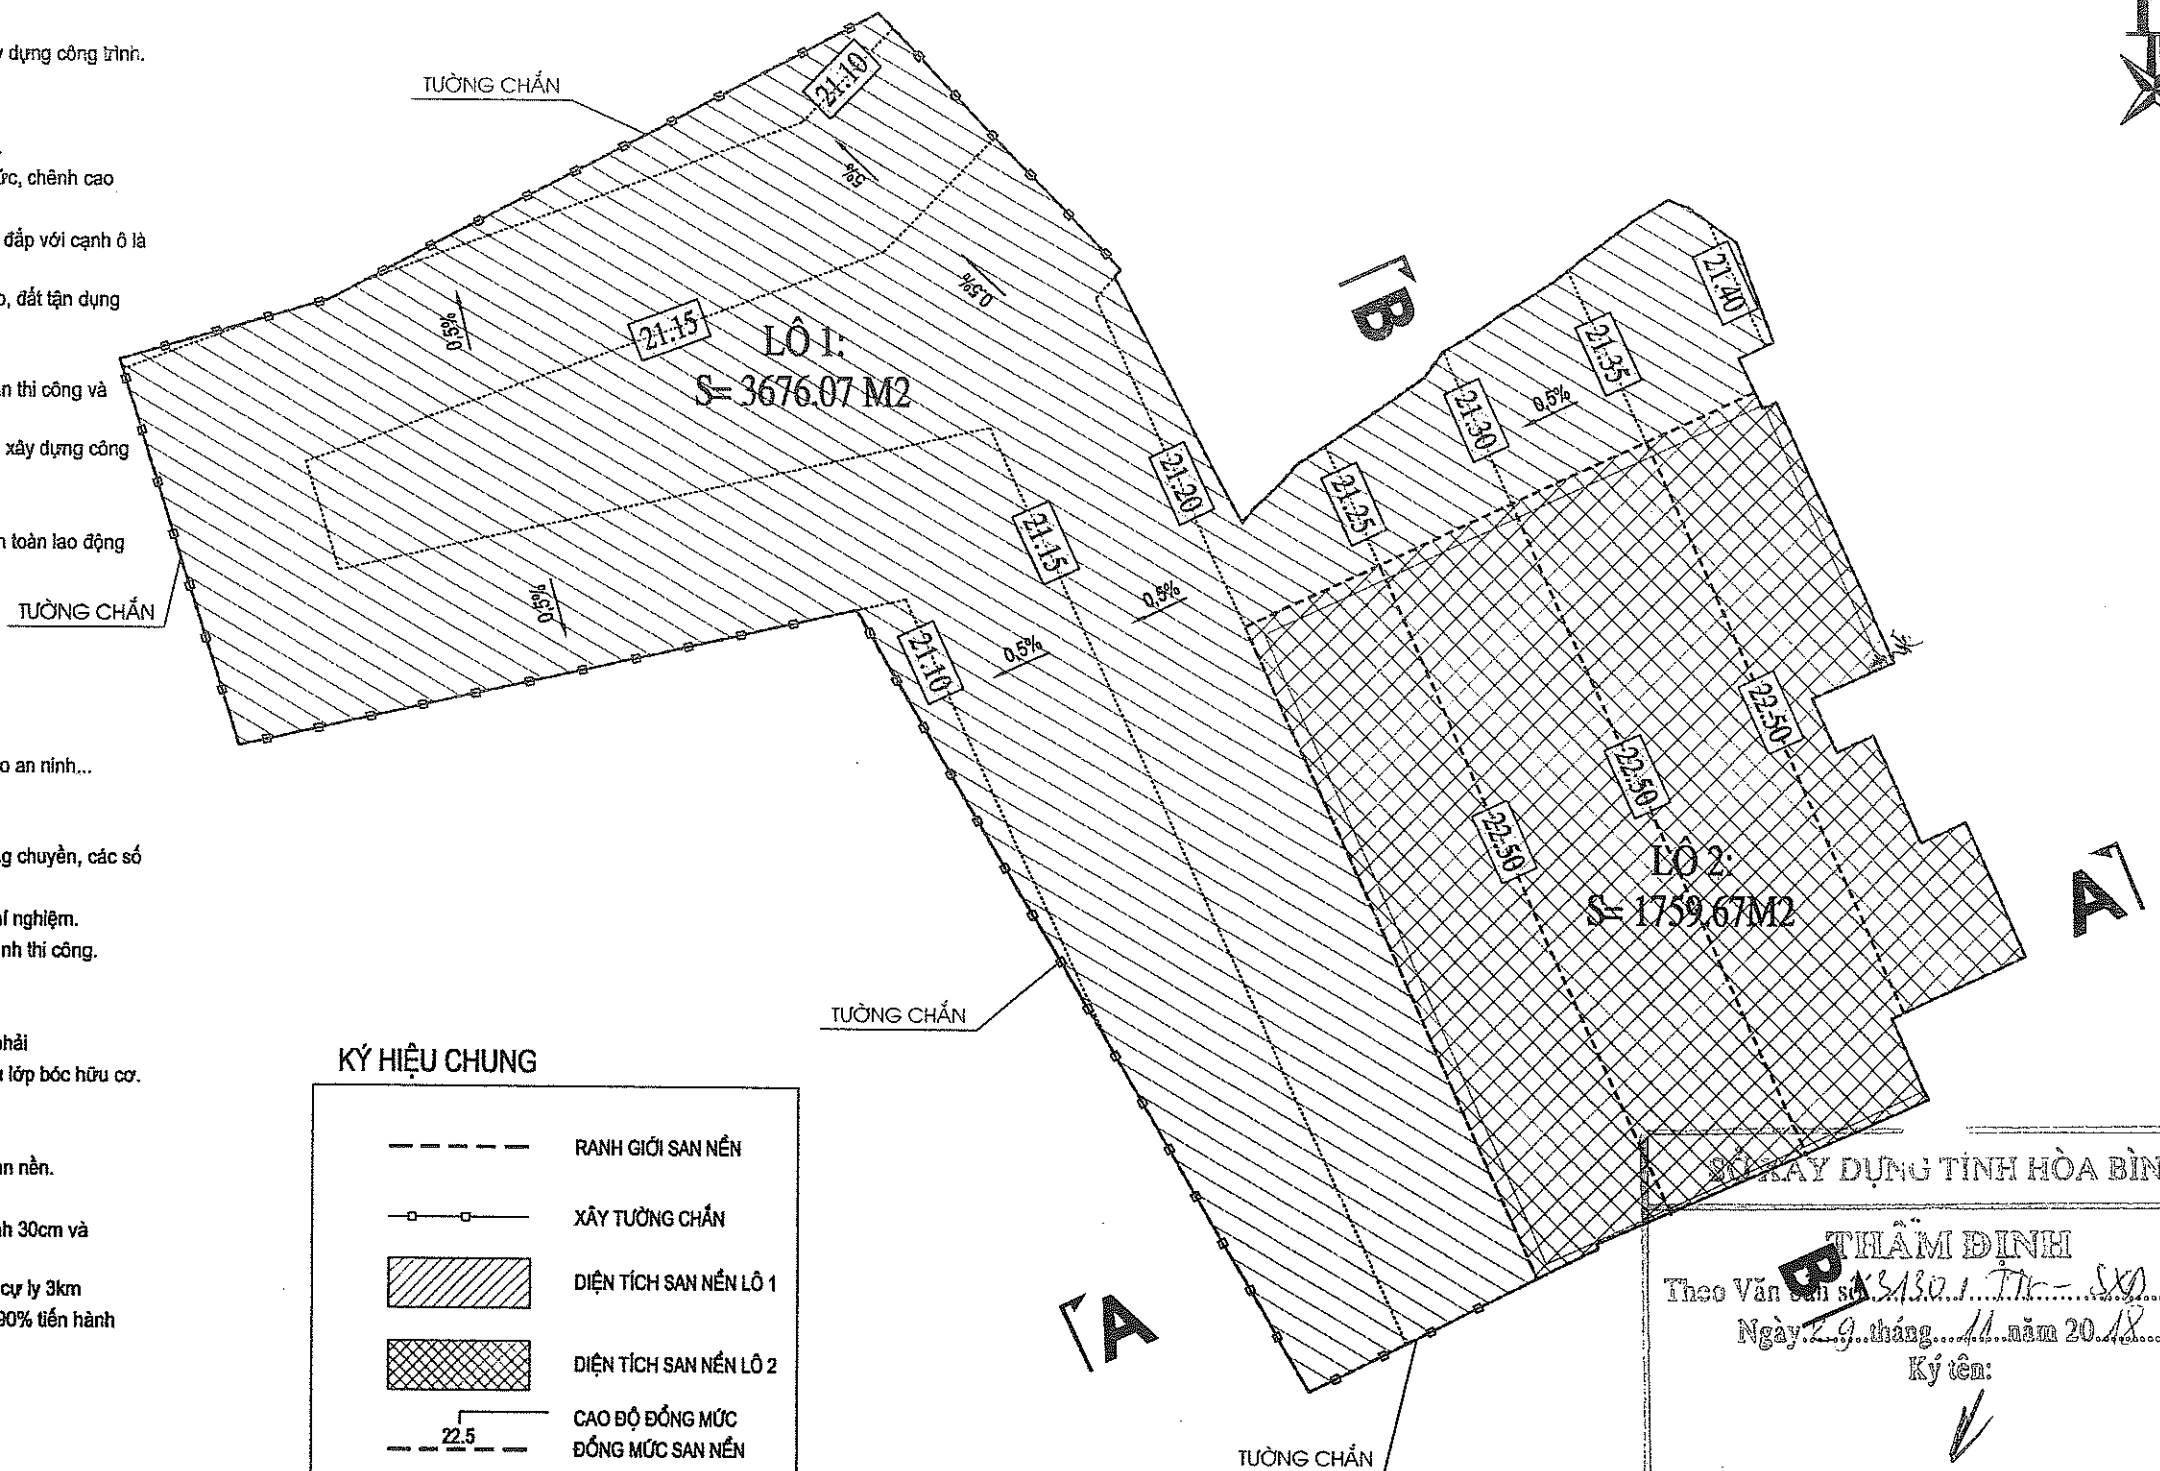 dựng công trình.
ức, chênh cao
đắp với cạnh ô là
đất tận dụng
thi công và
xây dựng công
toàn lao động
an ninh...
chuyền, các số
nghiệm.
thi công.
lớp bóc hữu cơ.
nền.
30cm và
cự ly 3km
90% tiến hành
TƯỜNG CHẮN
21.10
5%
0,5%
0.5%
21.15
LÔ 1:
S= 3676.07 M2
B
21.40
21.35
21.30
0,5%
21.25
21.20
21.15
0,5%
0,5%
0,5%
21.10
TƯỜNG CHẮN
22.50
22.50
22.50
LÔ 2:
S= 1759.67M2
A
TƯỜNG CHẮN
KÝ HIỆU CHUNG
RANH GIỚI SAN NỀN
XÂY TƯỜNG CHẮN
DIỆN TÍCH SAN NỀN LÔ 1
DIỆN TÍCH SAN NỀN LÔ 2
CAO ĐỘ ĐỒNG MỨC
22.5
ĐỒNG MỨC SAN NỀN
A
B
TƯỜNG CHẮN
SỞ XÂY DỰNG TỈNH HÒA BÌN
THẨM ĐỊNH
Theo Văn bản số 3130
Ngày 29 tháng 11 năm 2018
Ký tên: